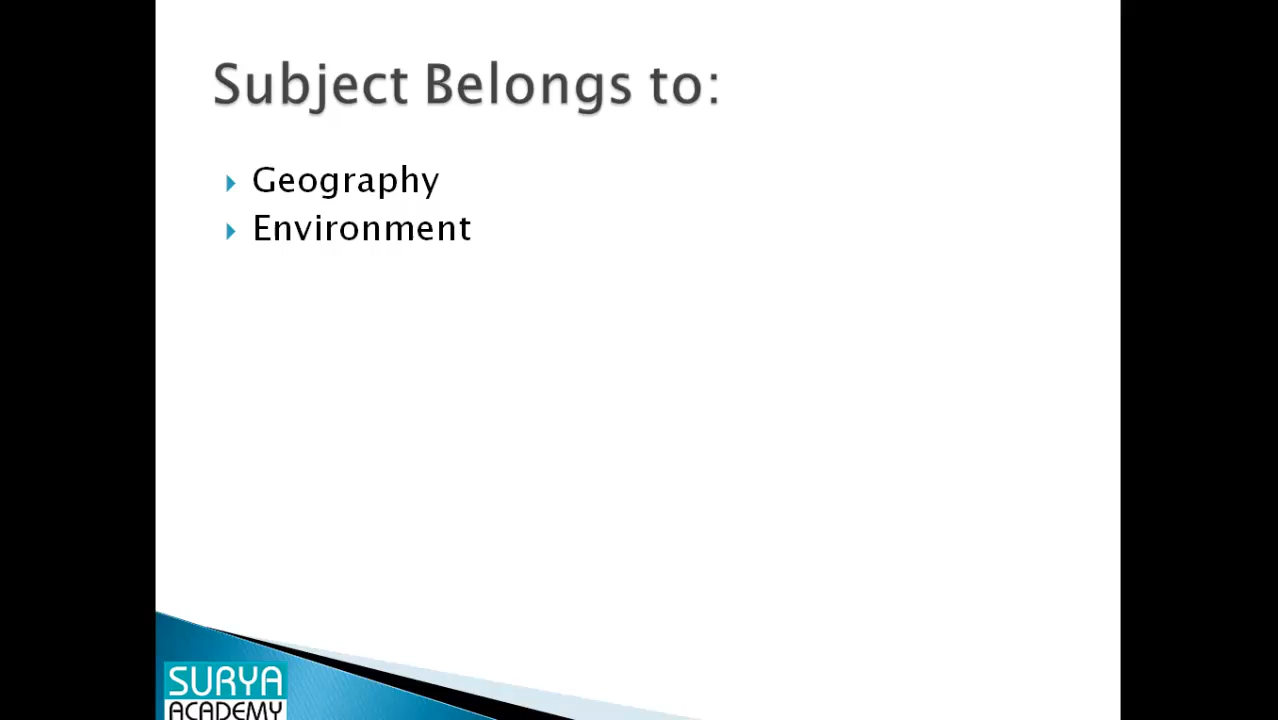 Subject Belongs to:
Geography
Environment
SURYA
ACADEMY